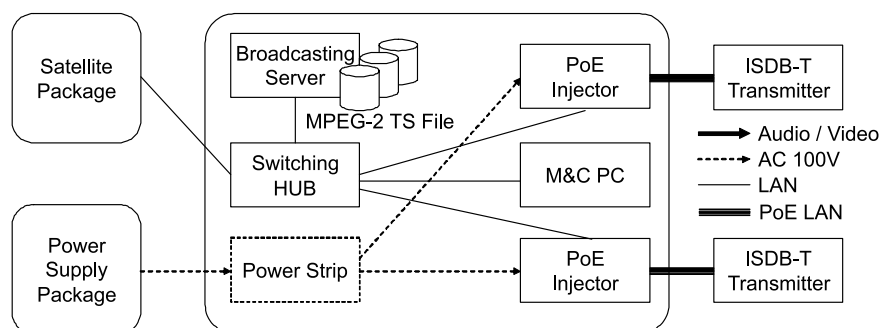 Satellite
Package
Broadcasting
Server
MPEG-2 TS File
PoE
Injector
ISDB-T
Transmitter
Switching
HUB
M&C PC
Audio / Video
AC 100V
LAN
PoE LAN
Power
Supply
Package
Power Strip
PoE
Injector
ISDB-T
Transmitter